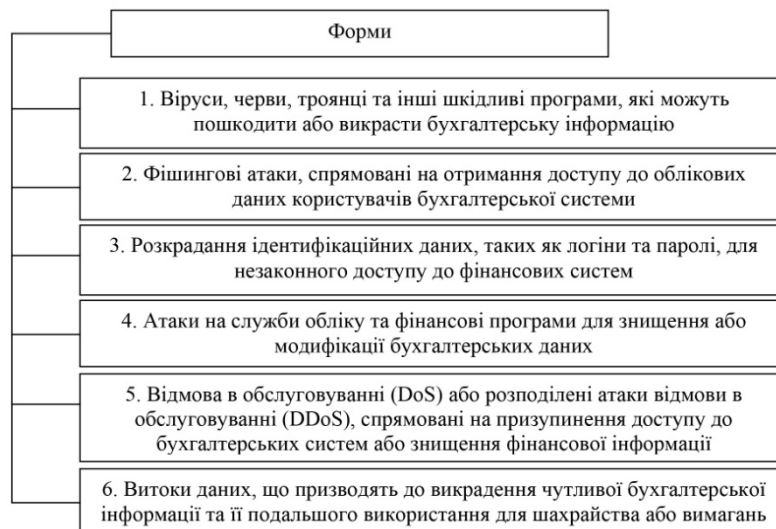 Форми
1. Віруси, черви, троянці та інші шкідливі програми, які можуть
пошкодити або викрасти бухгалтерську інформацію
2. Фішингові атаки, спрямовані на отримання доступу до облікових
даних користувачів бухгалтерської системи
3. Розкрадання ідентифікаційних даних, таких як логіни та паролі, для
незаконного доступу до фінансових систем
4. Атаки на служби обліку та фінансові програми для знищення або
модифікації бухгалтерських даних
5. Відмова в обслуговуванні (DoS) або розподілені атаки відмови в
обслуговуванні (DDoS), спрямовані на призупинення доступу до
бухгалтерських систем або знищення фінансової інформації
6. Витоки даних, що призводять до викрадення чутливої бухгалтерської
інформації та її подальшого використання для шахрайства або вимагань